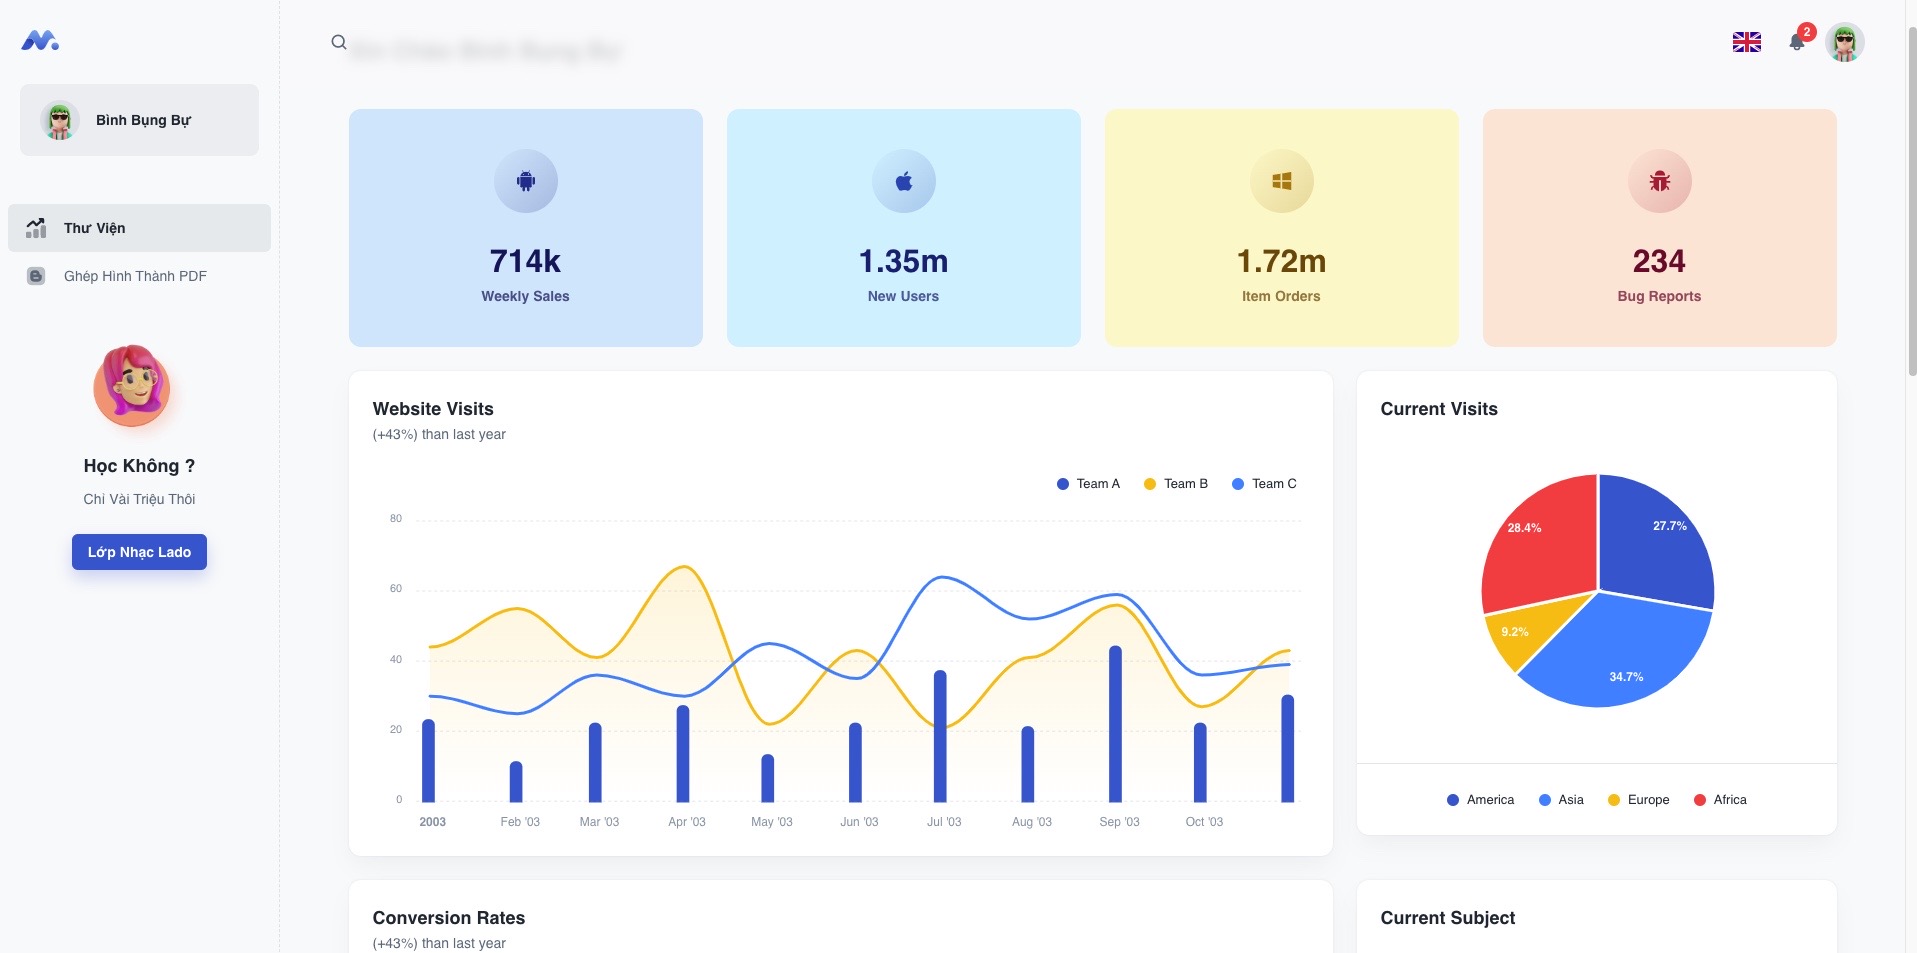 Bình Bụng Bự
Thư Viện
Ghép Hình Thành PDF
Học Không ?
Chỉ Vài Triệu Thôi
Lớp Nhạc Lado
2
714k
Weekly Sales
1.35m
New Users
1.72m
Item Orders
234
Bug Reports
Website Visits
(+43%) than last year
Team A
Team B
Team C
80
60
40
20
0
2003
Feb '03
Mar '03
Apr '03
May '03
Jun '03
Jul '03
Aug '03
Sep '03
Oct '03
Current Visits
28.4%
27.7%
9.2%
34.7%
America
Asia
Europe
Africa
Conversion Rates
(+43%) than last year
Current Subject